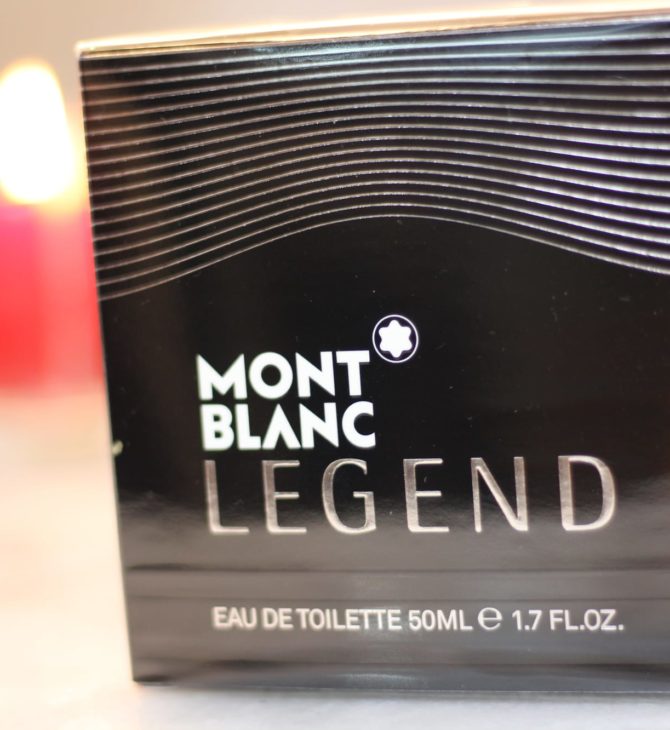 MONT
BLANC
LEGEND
EAU DE TOILETTE 50ML ℮ 1.7 FL.OZ.